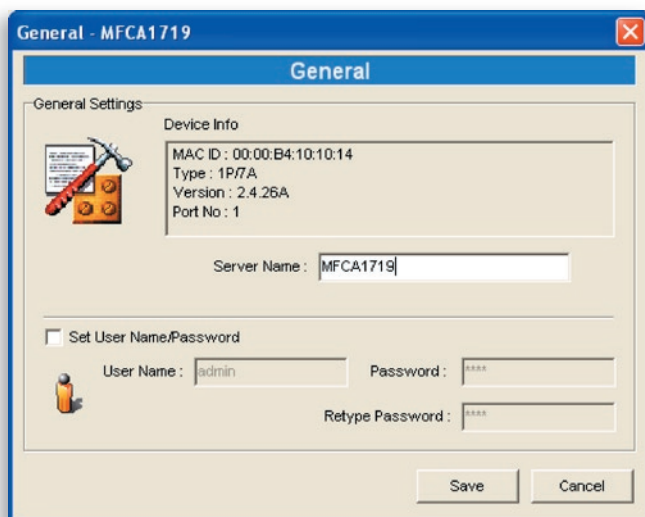 General - MFCA1719
General
General Settings
Device Info
MAC ID : 00:00:B4:10:10:14
Type : 1P/7A
Version : 2.4.26A
Port No : 1
Server Name : MFCA1719
Set User Name/Password
User Name : admin Password : ****
Retype Password : ****
Save Cancel